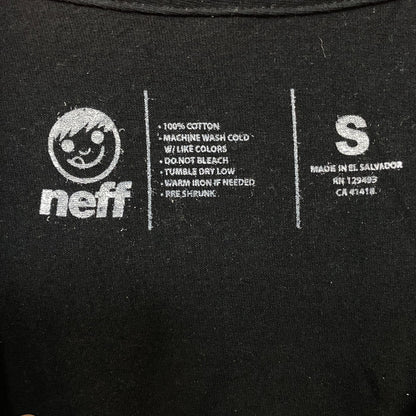 neff
• 100% COTTON
• MACHINE WASH COLD
W/ LIKE COLORS
• DO NOT BLEACH
• TUMBLE DRY LOW
• WARM IRON IF NEEDED
• PRE SHRUNK
S
MADE IN EL SALVADOR
RN 129493
CA 41418